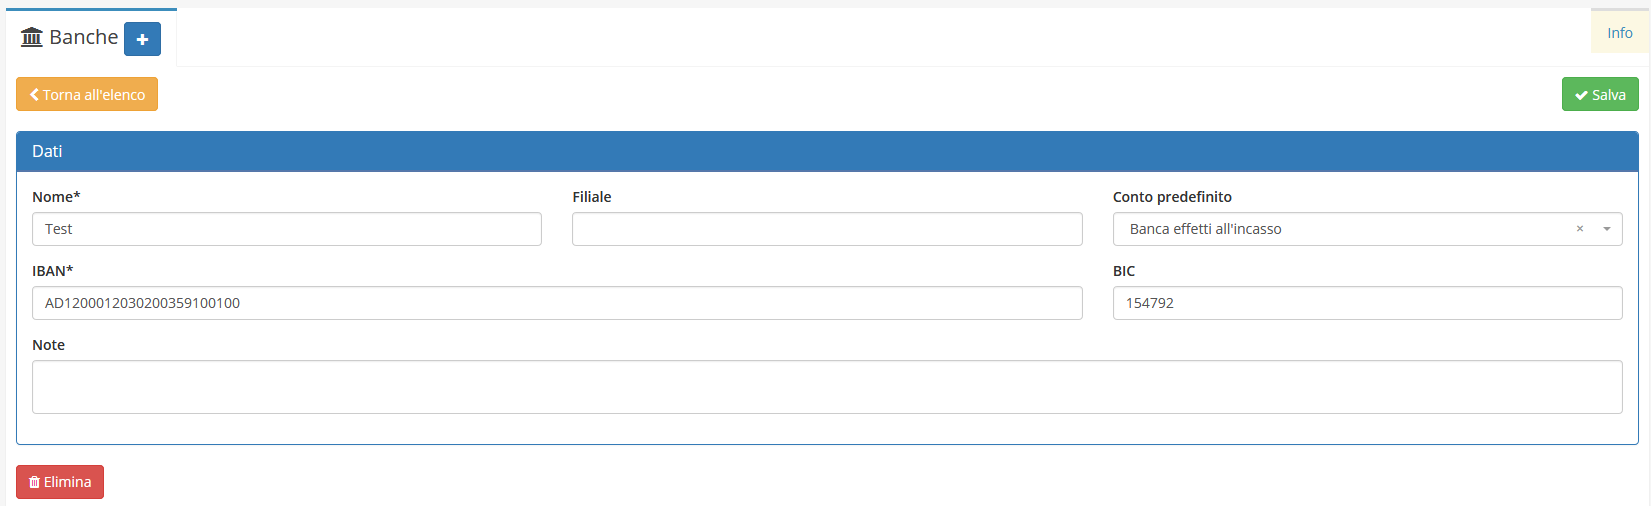 Banche
Info
Torna all'elenco
Salva
Dati
Nome*
Filiale
Conto predefinito
Test
Banca effetti all'incasso
IBAN*
BIC
AD1200012030200359100100
154792
Note
Elimina